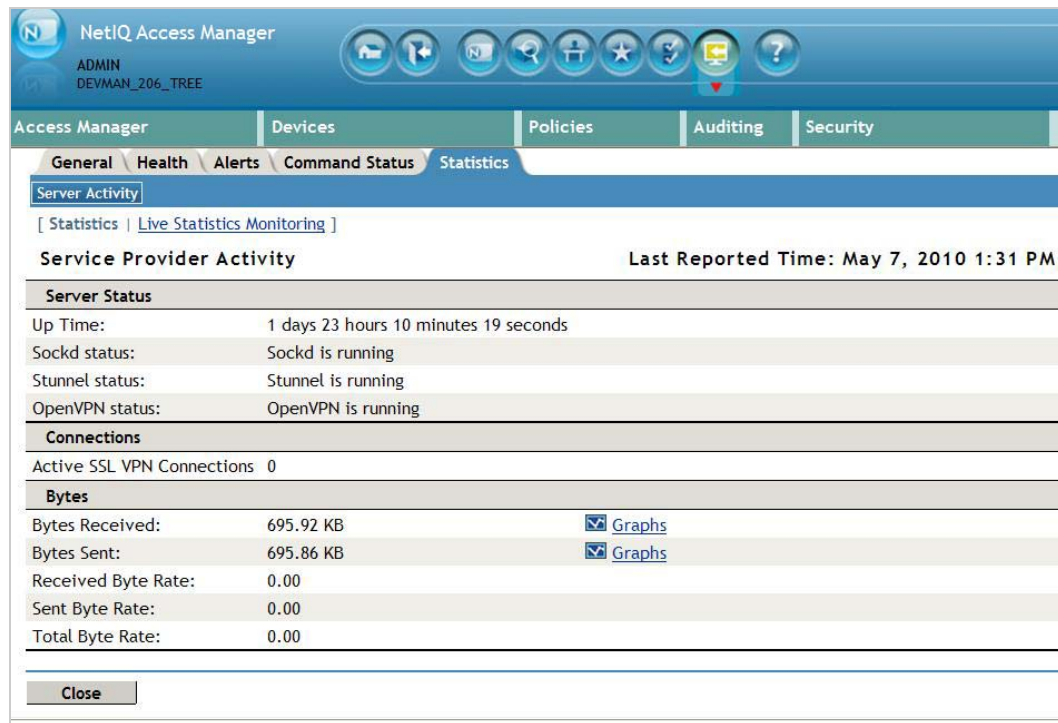 NetIQ Access Manager
ADMIN
DEVMAN_206_TREE
Access Manager Devices Policies Auditing Security
General Health Alerts Command Status Statistics
Server Activity
[ Statistics | Live Statistics Monitoring ]
Service Provider Activity Last Reported Time: May 7, 2010 1:31 PM
Server Status
Up Time: 1 days 23 hours 10 minutes 19 seconds
Sockd status: Sockd is running
Stunnel status: Stunnel is running
OpenVPN status: OpenVPN is running
Connections
Active SSL VPN Connections 0
Bytes
Bytes Received: 695.92 KB Graphs
Bytes Sent: 695.86 KB Graphs
Received Byte Rate: 0.00
Sent Byte Rate: 0.00
Total Byte Rate: 0.00
Close